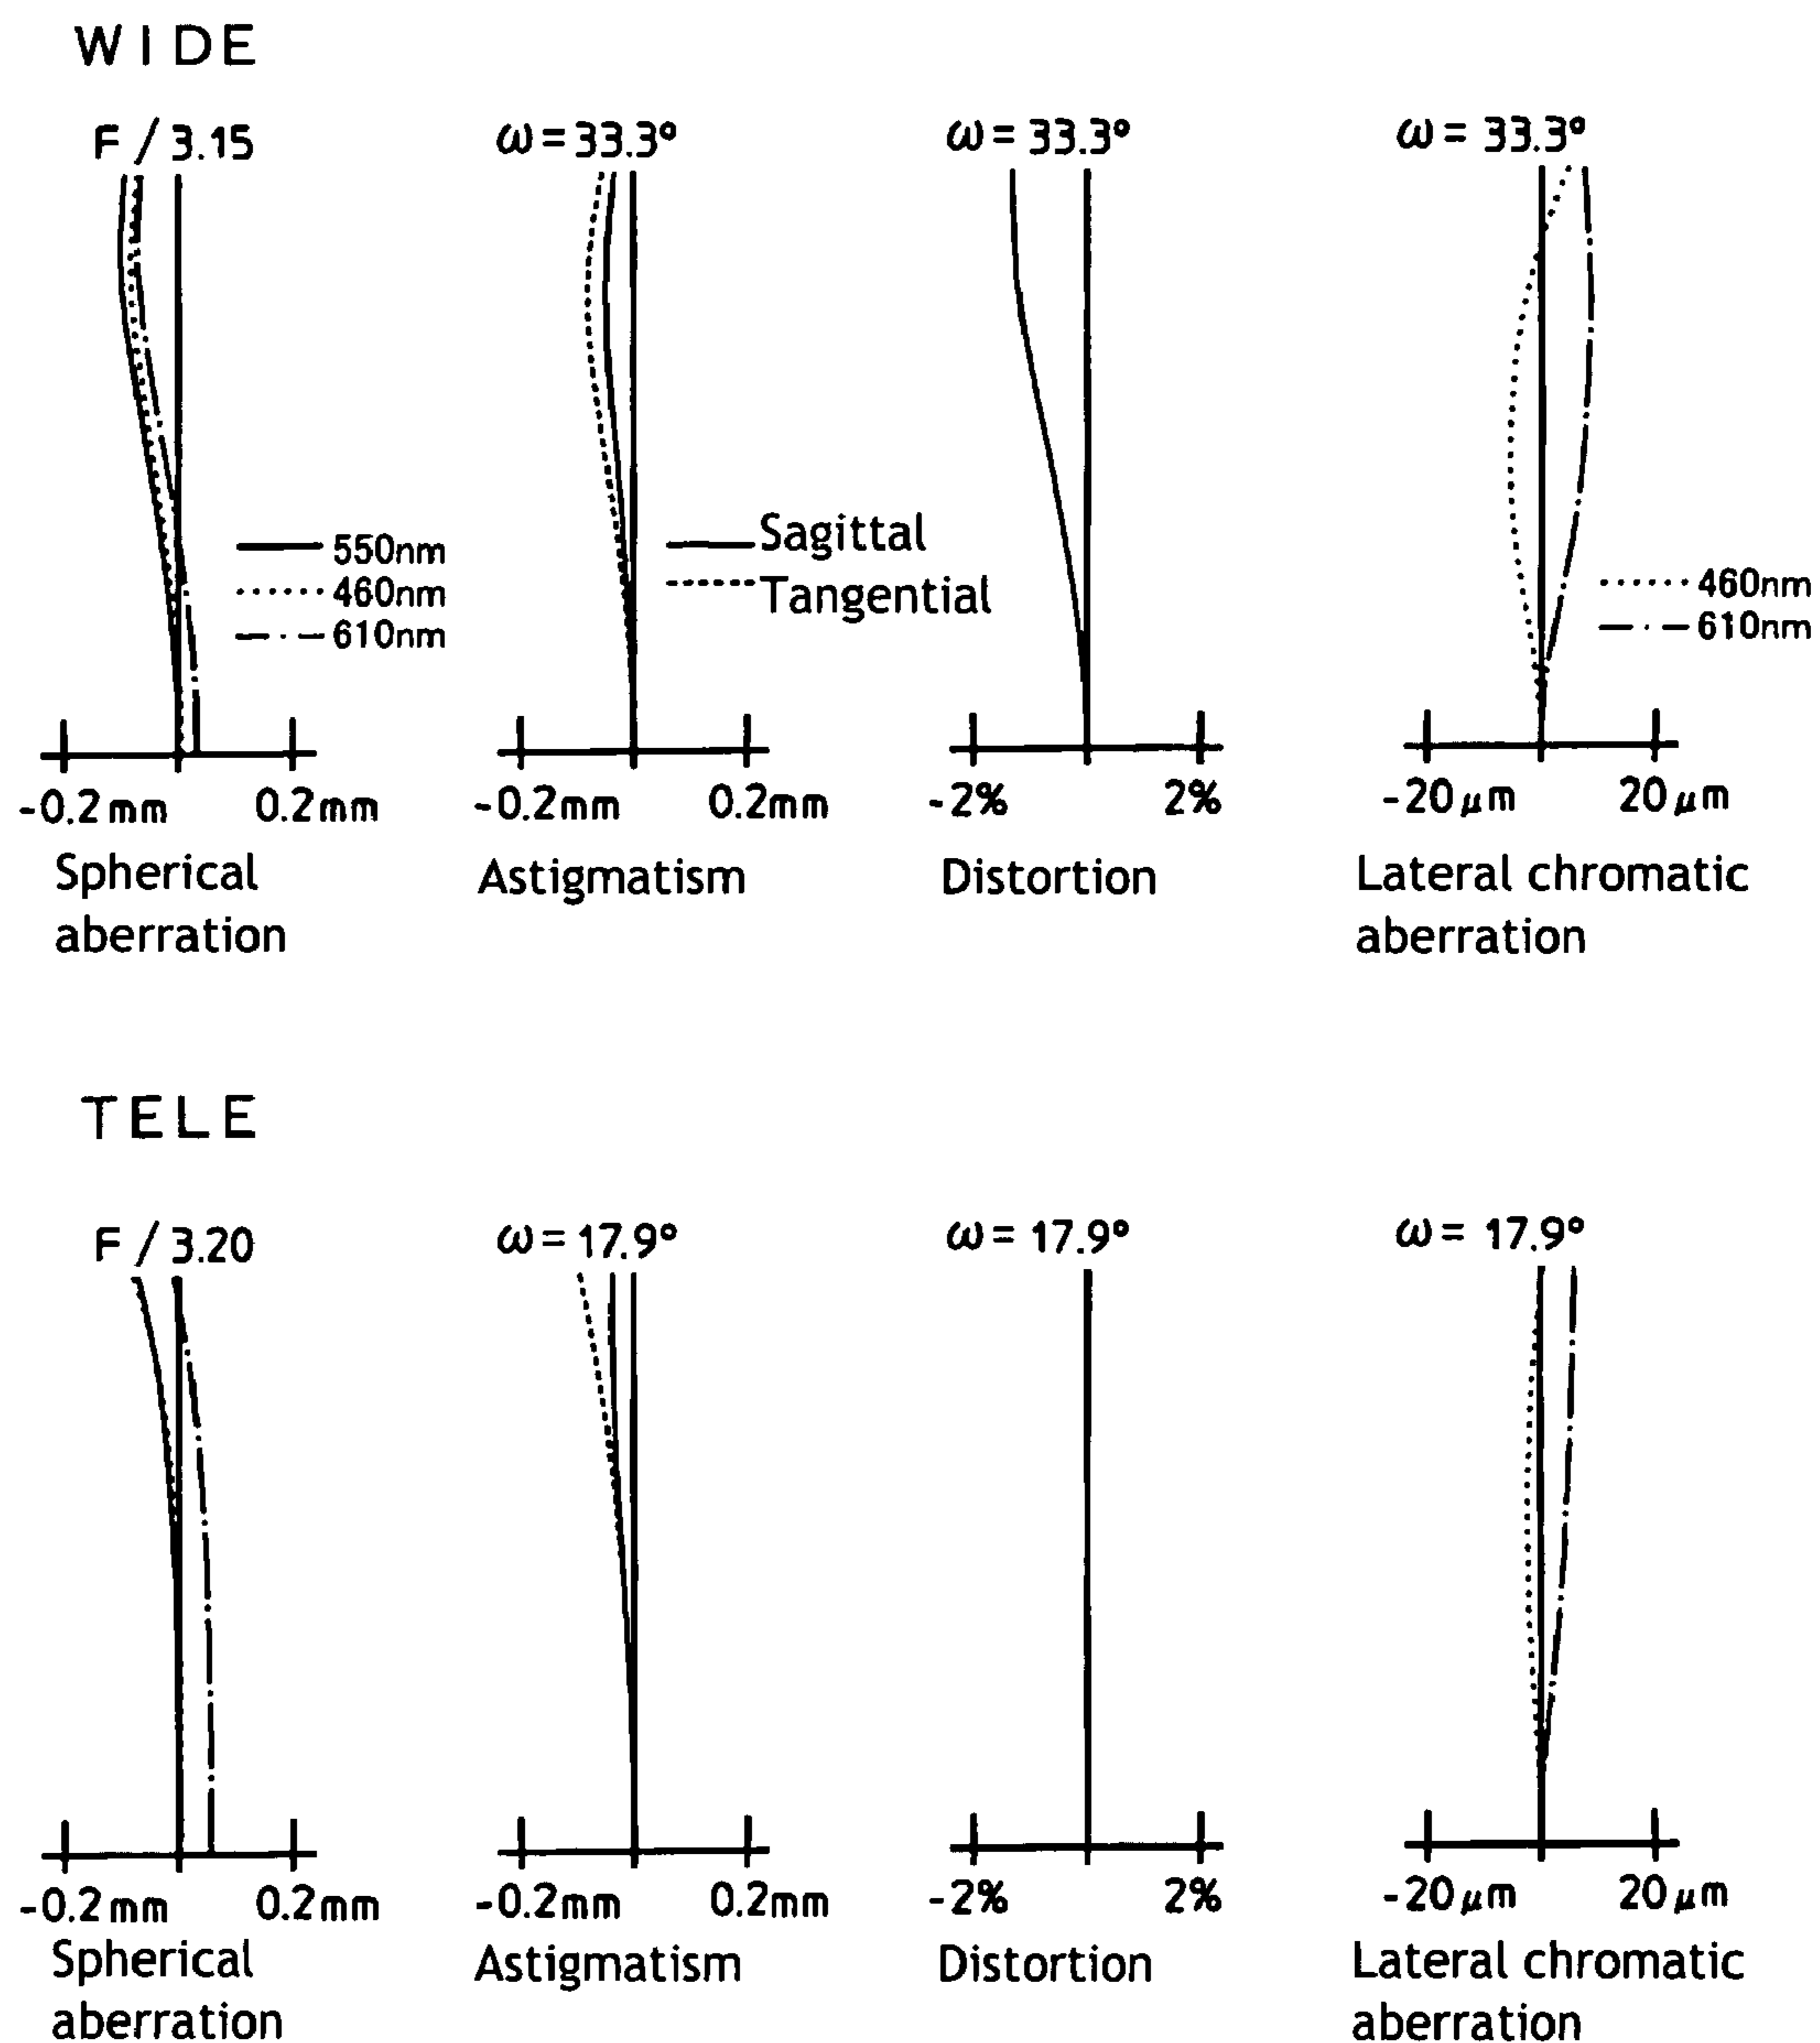 WIDE
F/3.15
ω=33.3°
ω=33.3°
ω=33.3°
550nm
460nm
610nm
Sagittal
Tangential
460nm
610nm
-0.2mm
0.2mm
-0.2mm
0.2mm
-2%
2%
-20μm
20μm
Spherical
aberration
Astigmatism
Distortion
Lateral chromatic
aberration
TELE
F/3.20
ω=17.9°
ω=17.9°
ω=17.9°
-0.2mm
0.2mm
-0.2mm
0.2mm
-2%
2%
-20μm
20μm
Spherical
aberration
Astigmatism
Distortion
Lateral chromatic
aberration